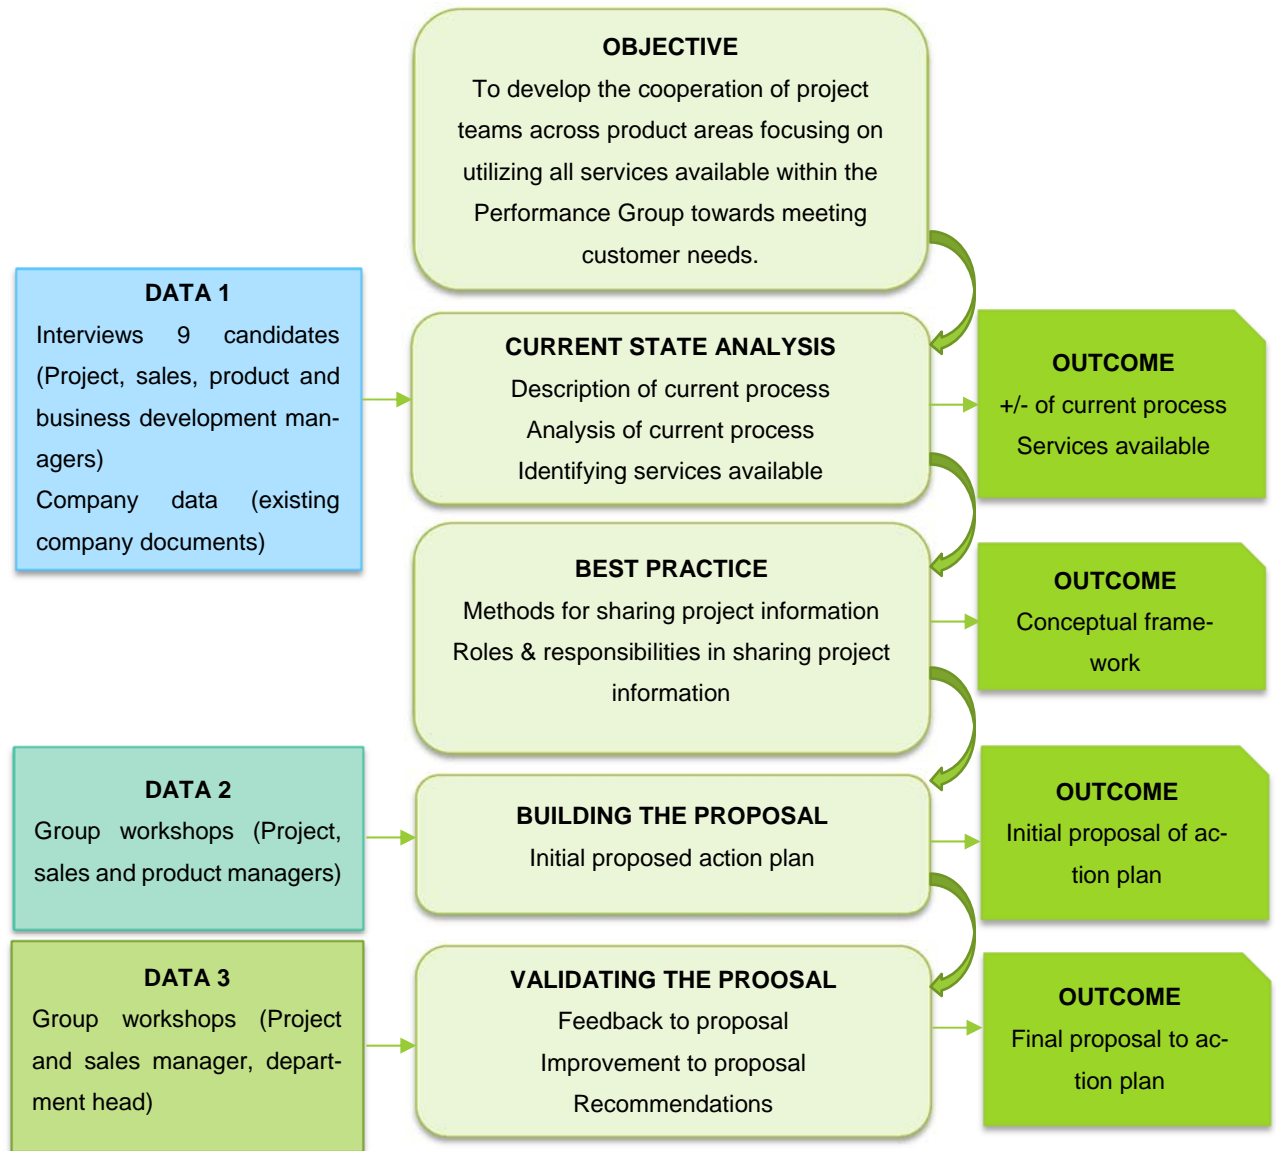 OBJECTIVE
To develop the cooperation of project
teams across product areas focusing on
utilizing all services available within the
Performance Group towards meeting
customer needs.
DATA 1
Interviews 9 candidates
(Project, sales, product and
business development man-
agers)
Company data (existing
company documents)
CURRENT STATE ANALYSIS
Description of current process
Analysis of current process
Identifying services available
OUTCOME
+/- of current process
Services available
BEST PRACTICE
Methods for sharing project information
Roles & responsibilities in sharing project
information
OUTCOME
Conceptual frame-
work
DATA 2
Group workshops (Project,
sales and product managers)
BUILDING THE PROPOSAL
Initial proposed action plan
OUTCOME
Initial proposal of ac-
tion plan
DATA 3
Group workshops (Project
and sales manager, depart-
ment head)
VALIDATING THE PROOSAL
Feedback to proposal
Improvement to proposal
Recommendations
OUTCOME
Final proposal to ac-
tion plan